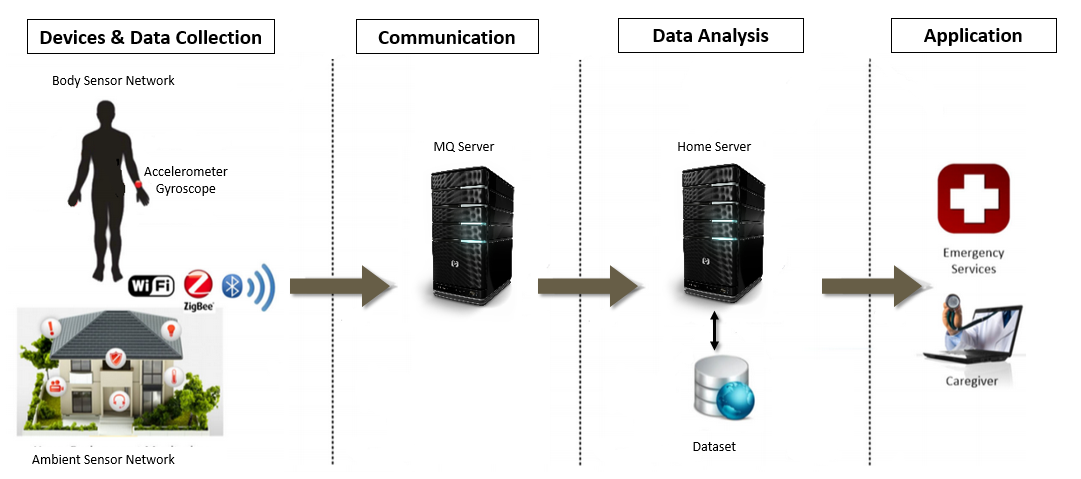 Devices & Data Collection
Communication
Data Analysis
Application
Body Sensor Network
Accelerometer
Gyroscope
WiFi
ZigBee
MQ Server
Home Server
Emergency
Services
Caregiver
Dataset
Ambient Sensor Network